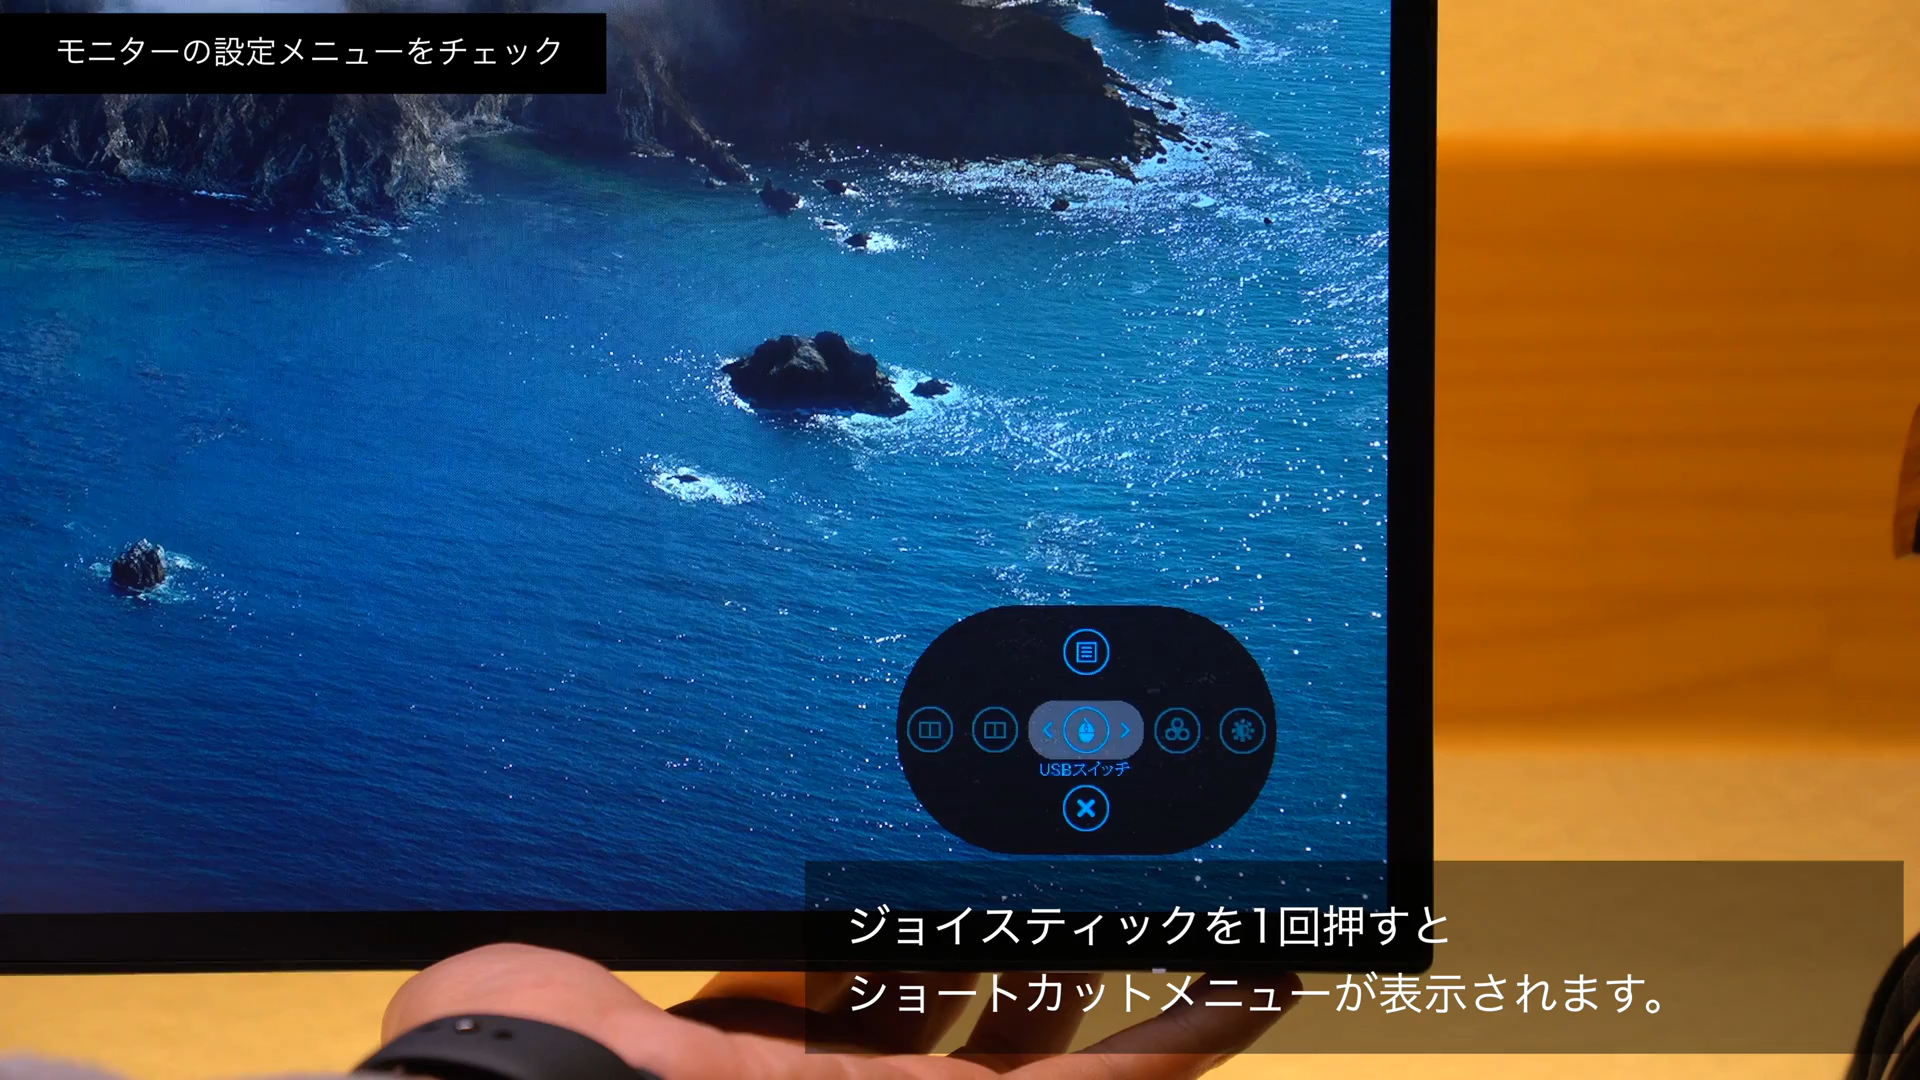 モニターの設定メニューをチェック
USBスイッチ
ジョイスティックを1回押すと
ショートカットメニューが表示されます。